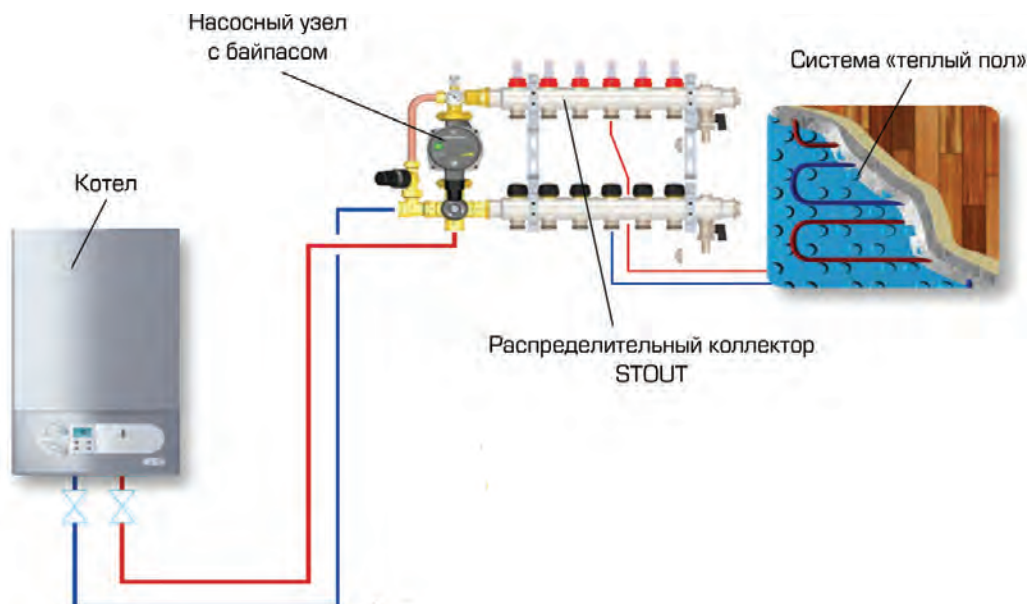 Насосный узел
с байпасом
Система «теплый пол»
Котел
Распределительный коллектор
STOUT